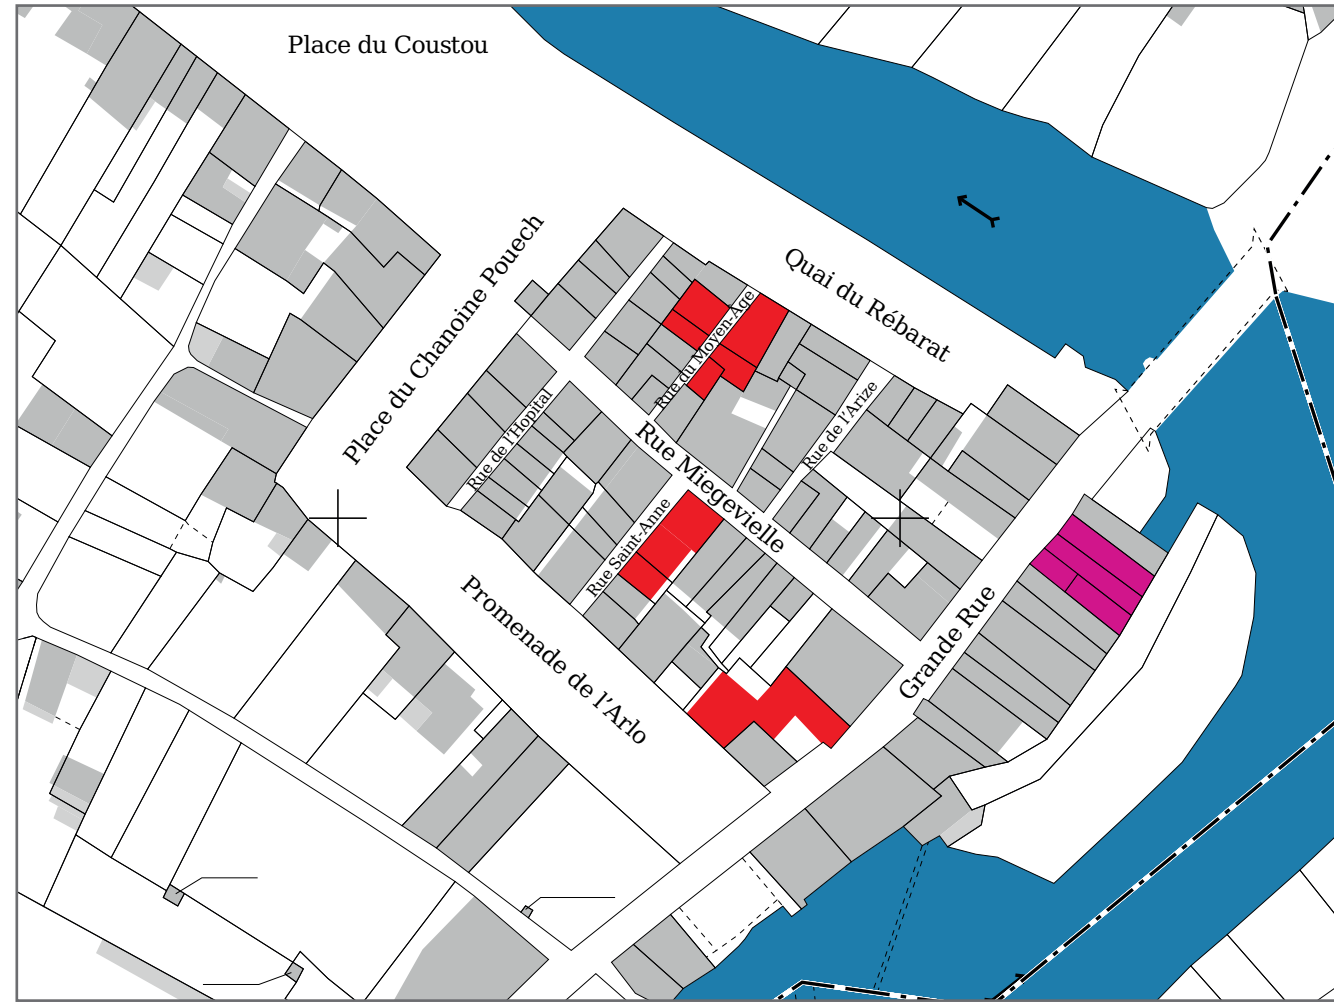 Place du Coustou
Place du Chanoine Pouech
Quai du Rébarat
Rue du Moyen-Age
Rue de l'Arize
Rue de l'Hopital
Rue Miegevielle
Rue Saint-Anne
Promenade de l'Arlo
Grande Rue